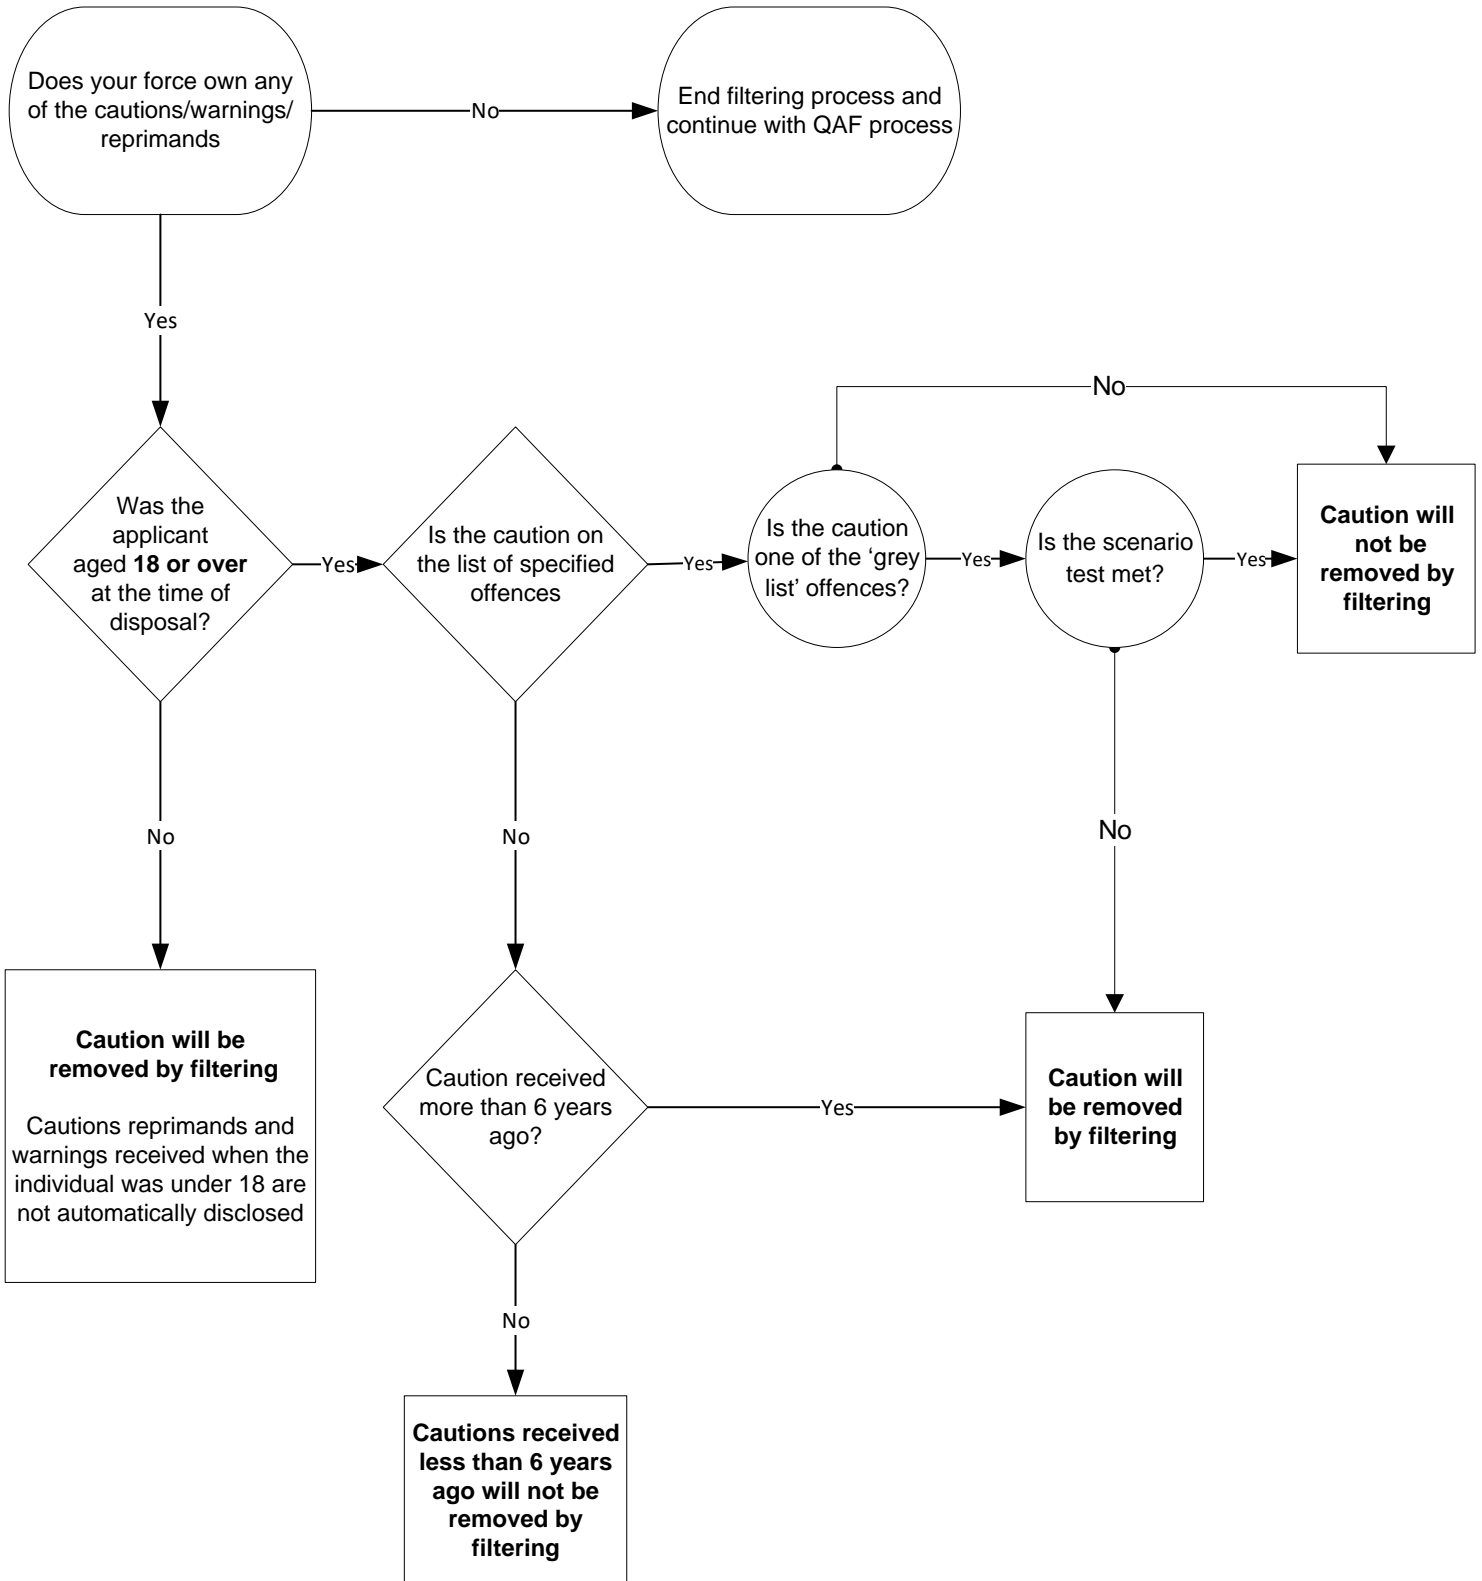 Does your force own any
of the cautions/warnings/
reprimands
No
End filtering process and
continue with QAF process
Yes
No
Was the
applicant
aged 18 or over
at the time of
disposal?
Yes
Is the caution on
the list of specified
offences
Yes
Is the caution
one of the ‘grey
list’ offences?
Yes
Is the scenario
test met?
Yes
Caution will
not be
removed by
filtering
No
No
No
Caution will be
removed by filtering
Cautions reprimands and
warnings received when the
individual was under 18 are
not automatically disclosed
Caution received
more than 6 years
ago?
Yes
Caution will
be removed
by filtering
No
Cautions received
less than 6 years
ago will not be
removed by
filtering